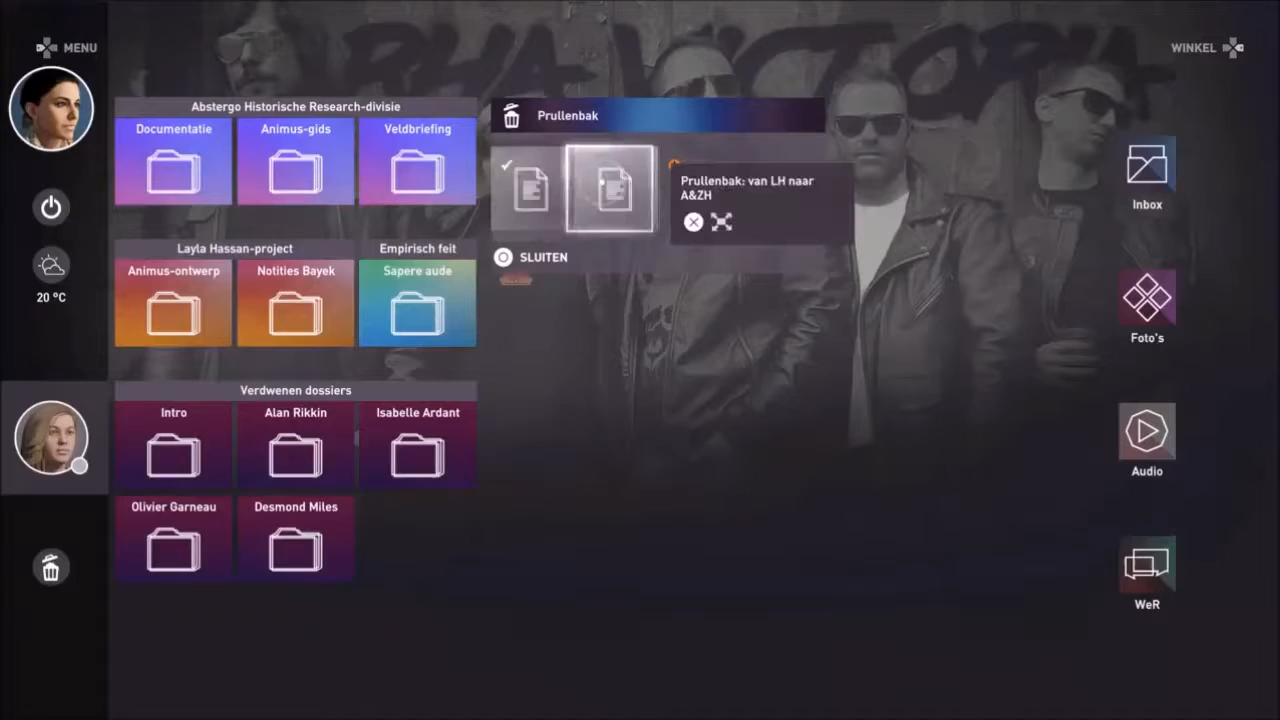 MENU
WINKEL
20 °C
Abstergo Historische Research-divisie
Documentatie
Animus-gids
Veldbriefing
Layla Hassan-project
Empirisch feit
Animus-ontwerp
Notities Bayek
Sapere aude
Verdwenen dossiers
Intro
Alan Rikkin
Isabelle Ardant
Olivier Garneau
Desmond Miles
Prullenbak
Prullenbak: van LH naar
A&ZH
SLUITEN
Inbox
Foto's
Audio
WeR